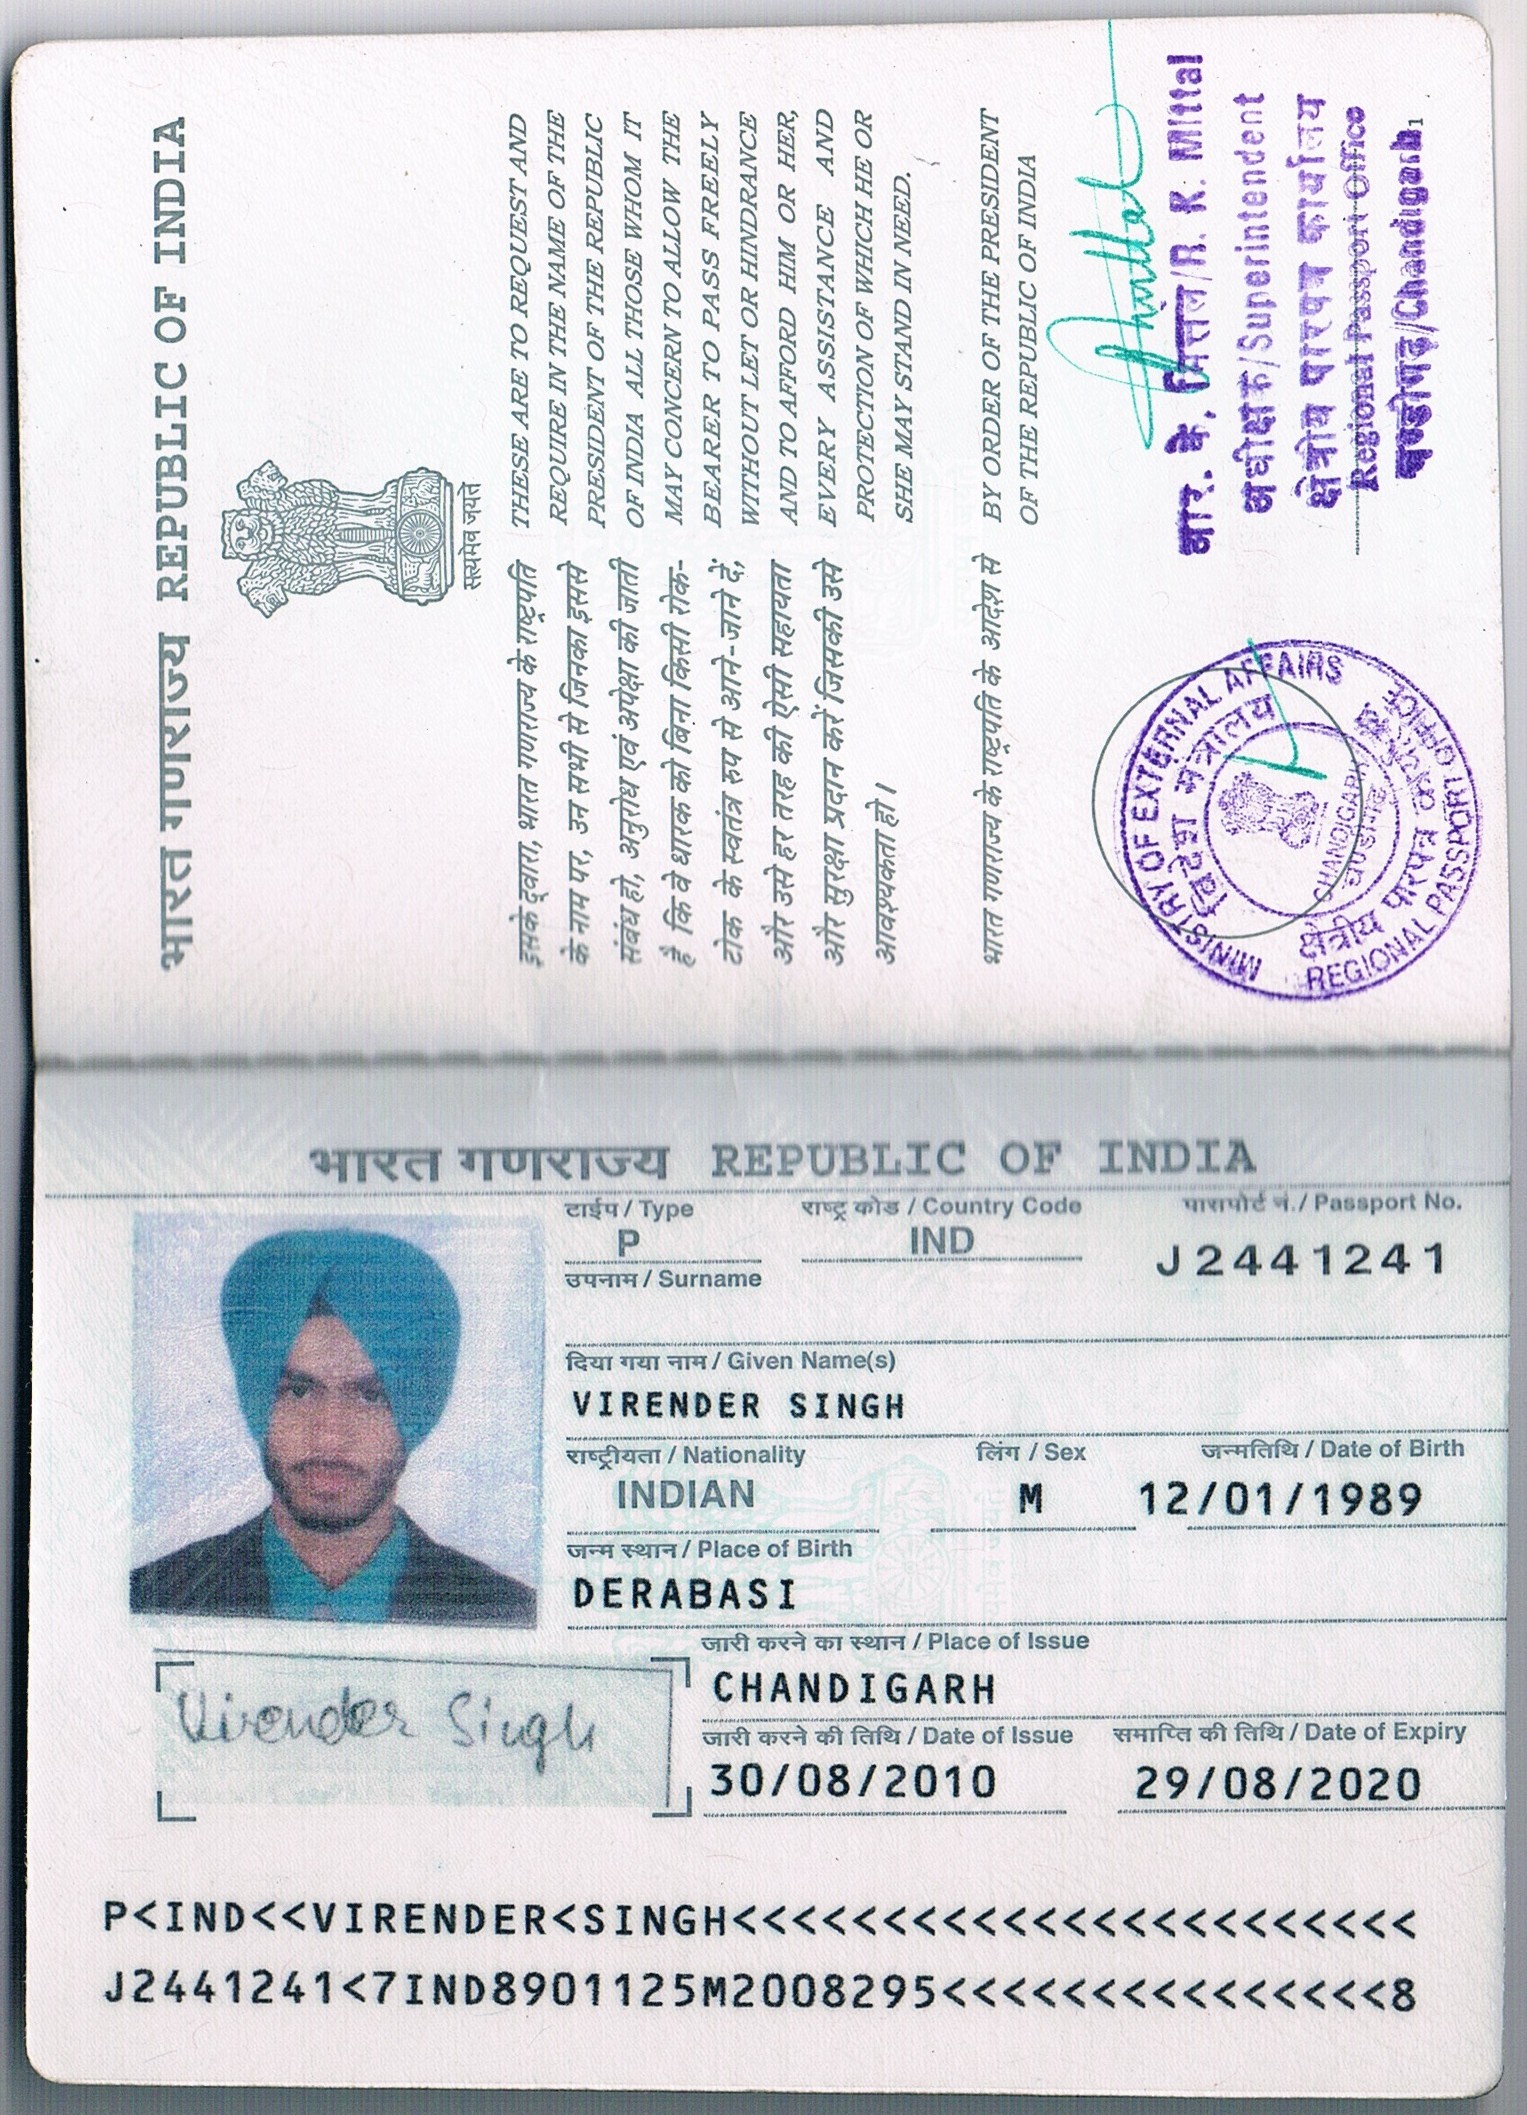 भारत गणराज्य REPUBLIC OF INDIA
सत्यमेव जयते
इसके द्वारा, भारत गणराज्य के राष्ट्रपति
के नाम पर, उन सभी से जिनका इससे
संबंध हो, अनुरोध एवं अपेक्षा की जाती
है कि वे धारक को बिना किसी रोक-
टोक के स्वतंत्र रुप से आने-जाने दें,
और उसे हर तरह की ऐसी सहायता
और सुरक्षा प्रदान करें जिसकी उसे
आवश्यकता हो।
THESE ARE TO REQUEST AND
REQUIRE IN THE NAME OF THE
PRESIDENT OF THE REPUBLIC
OF INDIA ALL THOSE WHOM IT
MAY CONCERN TO ALLOW THE
BEARER TO PASS FREELY
WITHOUT LET OR HINDRANCE
AND TO AFFORD HIM OR HER,
EVERY ASSISTANCE AND
PROTECTION OF WHICH HE OR
SHE MAY STAND IN NEED.
भारत गणराज्य के राष्ट्रपति के आदेश से
BY ORDER OF THE PRESIDENT
OF THE REPUBLIC OF INDIA
आर. के. मित्तल/R. K. Mittal
अधीक्षक/Superintendent
क्षेत्रीय पारपत्र कार्यालय
Regional Passport Office
चण्डीगढ़/Chandigarh
1
MINISTRY OF EXTERNAL AFFAIRS
विदेश मंत्रालय
CHANDIGARH
चण्डीगढ़
क्षेत्रीय पारपत्र कार्यालय
REGIONAL PASSPORT OFFICE
भारत गणराज्य REPUBLIC OF INDIA
टाईप / Type राष्ट्र कोड / Country Code पासपोर्ट नं. / Passport No.
P IND J2441241
उपनाम / Surname
दिया गया नाम / Given Name(s)
VIRENDER SINGH
राष्ट्रीयता / Nationality लिंग / Sex जन्मतिथि / Date of Birth
INDIAN M 12/01/1989
जन्म स्थान / Place of Birth
DERABASI
जारी करने का स्थान / Place of Issue
CHANDIGARH
Virender Singh
जारी करने की तिथि / Date of Issue समाप्ति की तिथि / Date of Expiry
30/08/2010 29/08/2020
P<IND<<VIRENDER<SINGH<<<<<<<<<<<<<<<<<<<<<<<
J2441241<7IND8901125M2008295<<<<<<<<<<<<<<<8